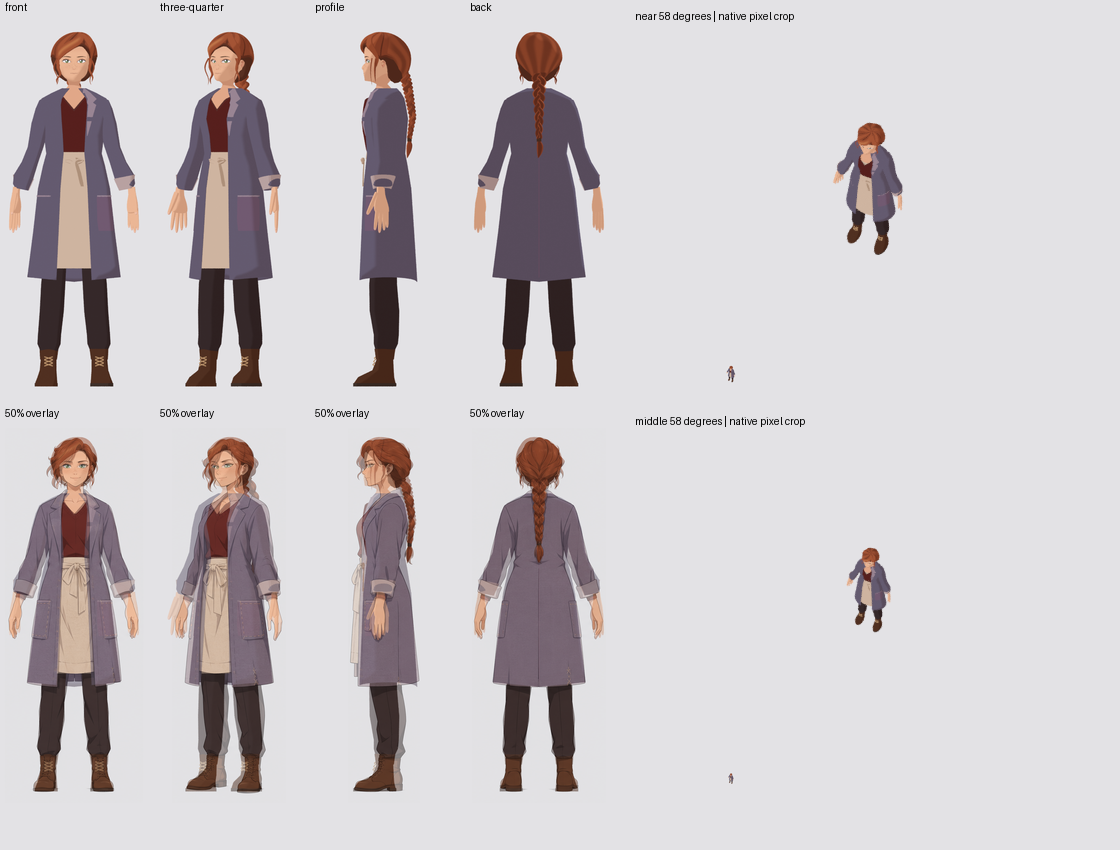 front
three-quarter
profile
back
near 58 degrees | native pixel crop
50% overlay
50% overlay
50% overlay
50% overlay
middle 58 degrees | native pixel crop